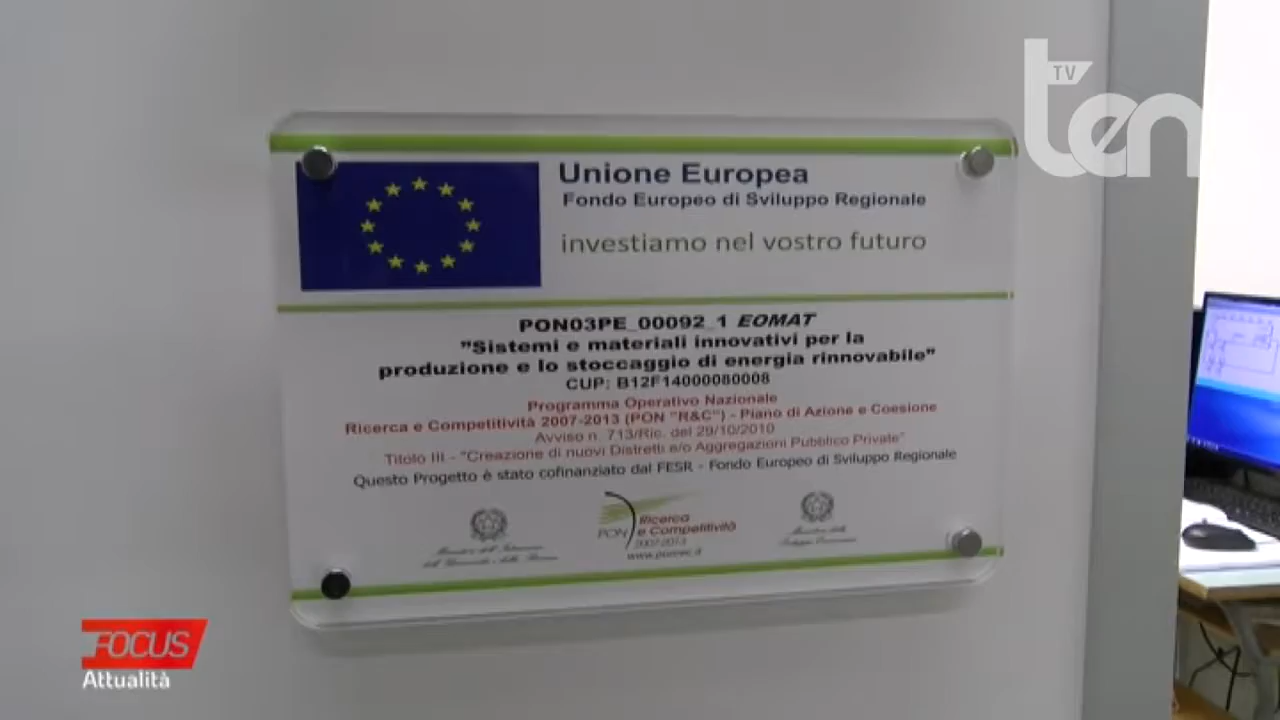 TV
ten
Unione Europea
Fondo Europeo di Sviluppo Regionale
investiamo nel vostro futuro
PON03PE_00092_1 EOMAT
"Sistemi e materiali innovativi per la
produzione e lo stoccaggio di energia rinnovabile"
CUP: B12F14000080008
Programma Operativo Nazionale
Ricerca e Competitività 2007-2013 (PON "R&C") - Piano di Azione e Coesione
Avviso n. 713/Ric. del 29/10/2010
Titolo III - "Creazione di nuovi Distretti e/o Aggregazioni Pubblico Private"
Questo Progetto è stato cofinanziato dal FESR - Fondo Europeo di Sviluppo Regionale
PON Ricerca
e Competitività
2007-2013
www.ponrec.it
FOCUS
Attualità